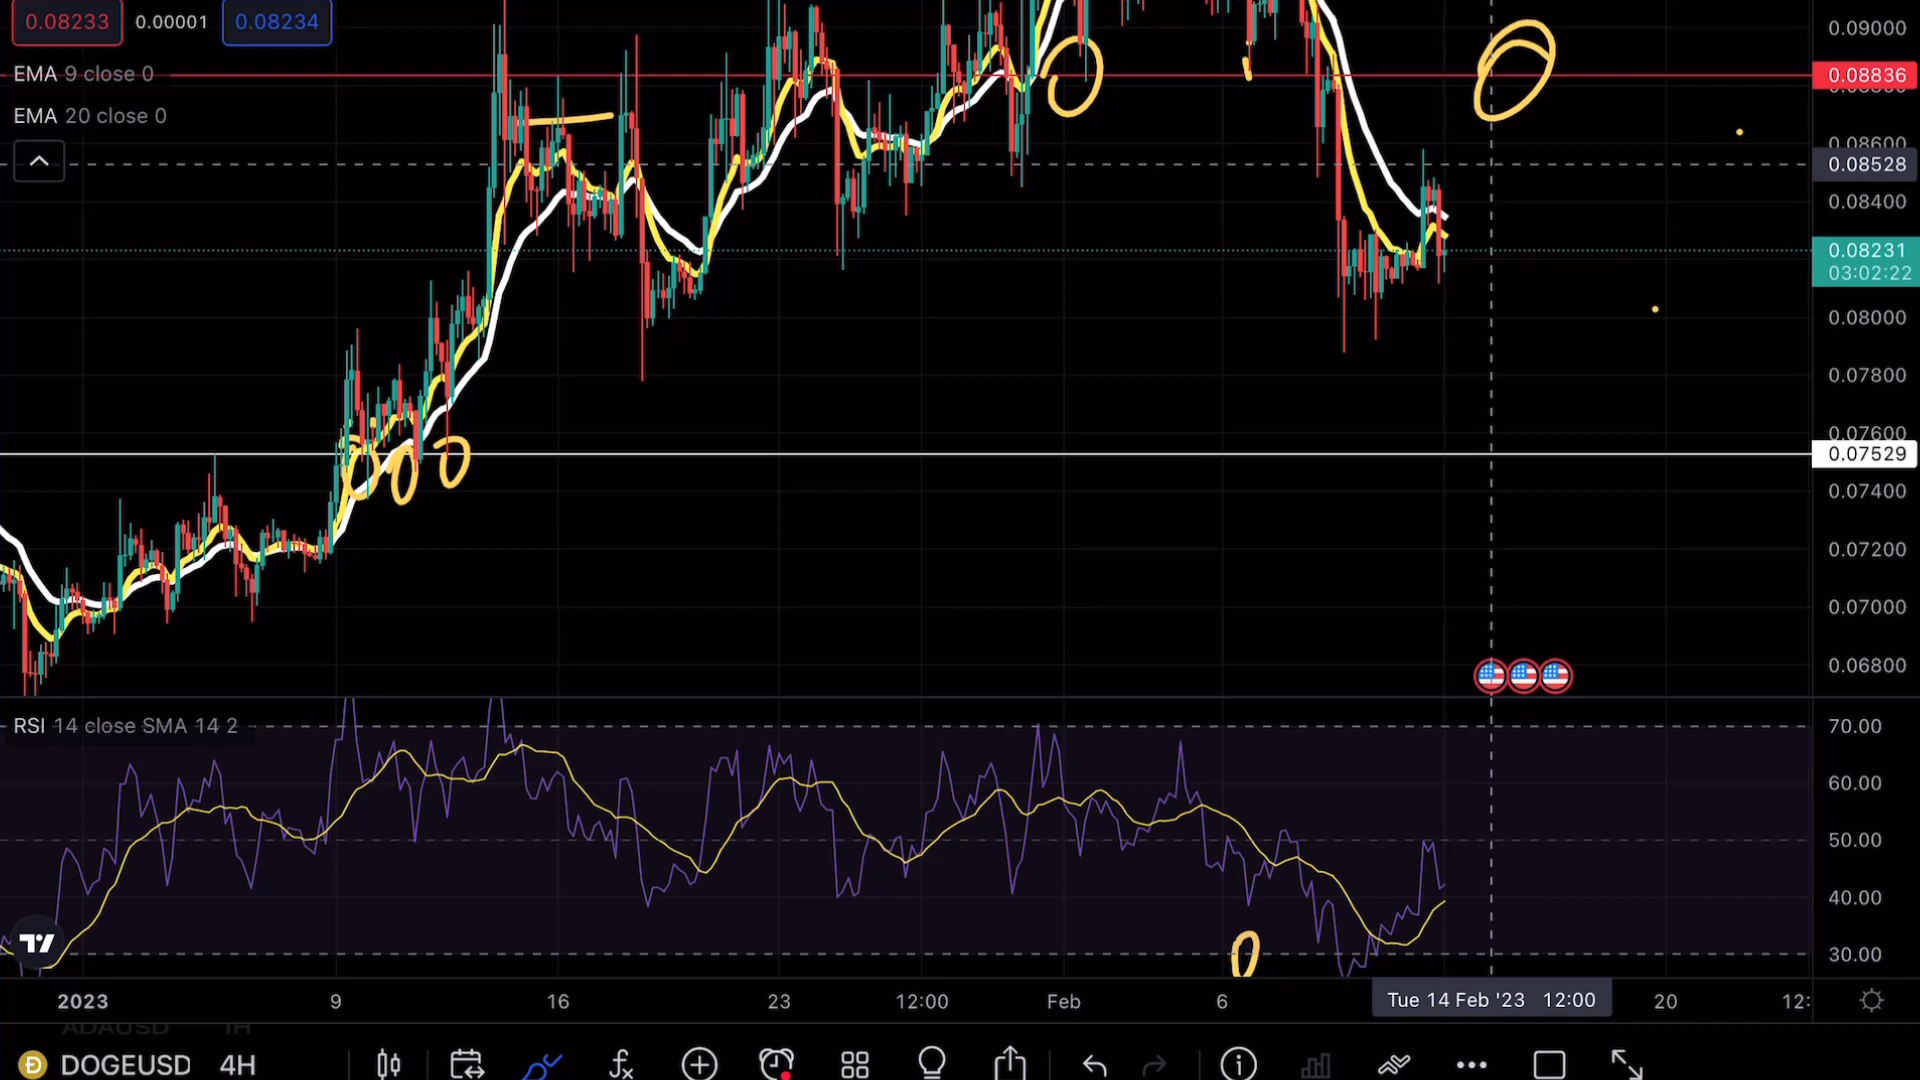 0.08233 0.00001 0.08234
EMA 9 close 0
EMA 20 close 0
0.09000
0.08836
0.08600
0.08528
0.08400
0.08231
03:02:22
0.08000
0.07800
0.07600
0.07529
0.07400
0.07200
0.07000
0.06800
RSI 14 close SMA 14 2
70.00
60.00
50.00
40.00
30.00
2023 9 16 23 12:00 Feb 6 Tue 14 Feb '23 12:00 20 12:
ADAUSD 1H
DOGEUSD 4H